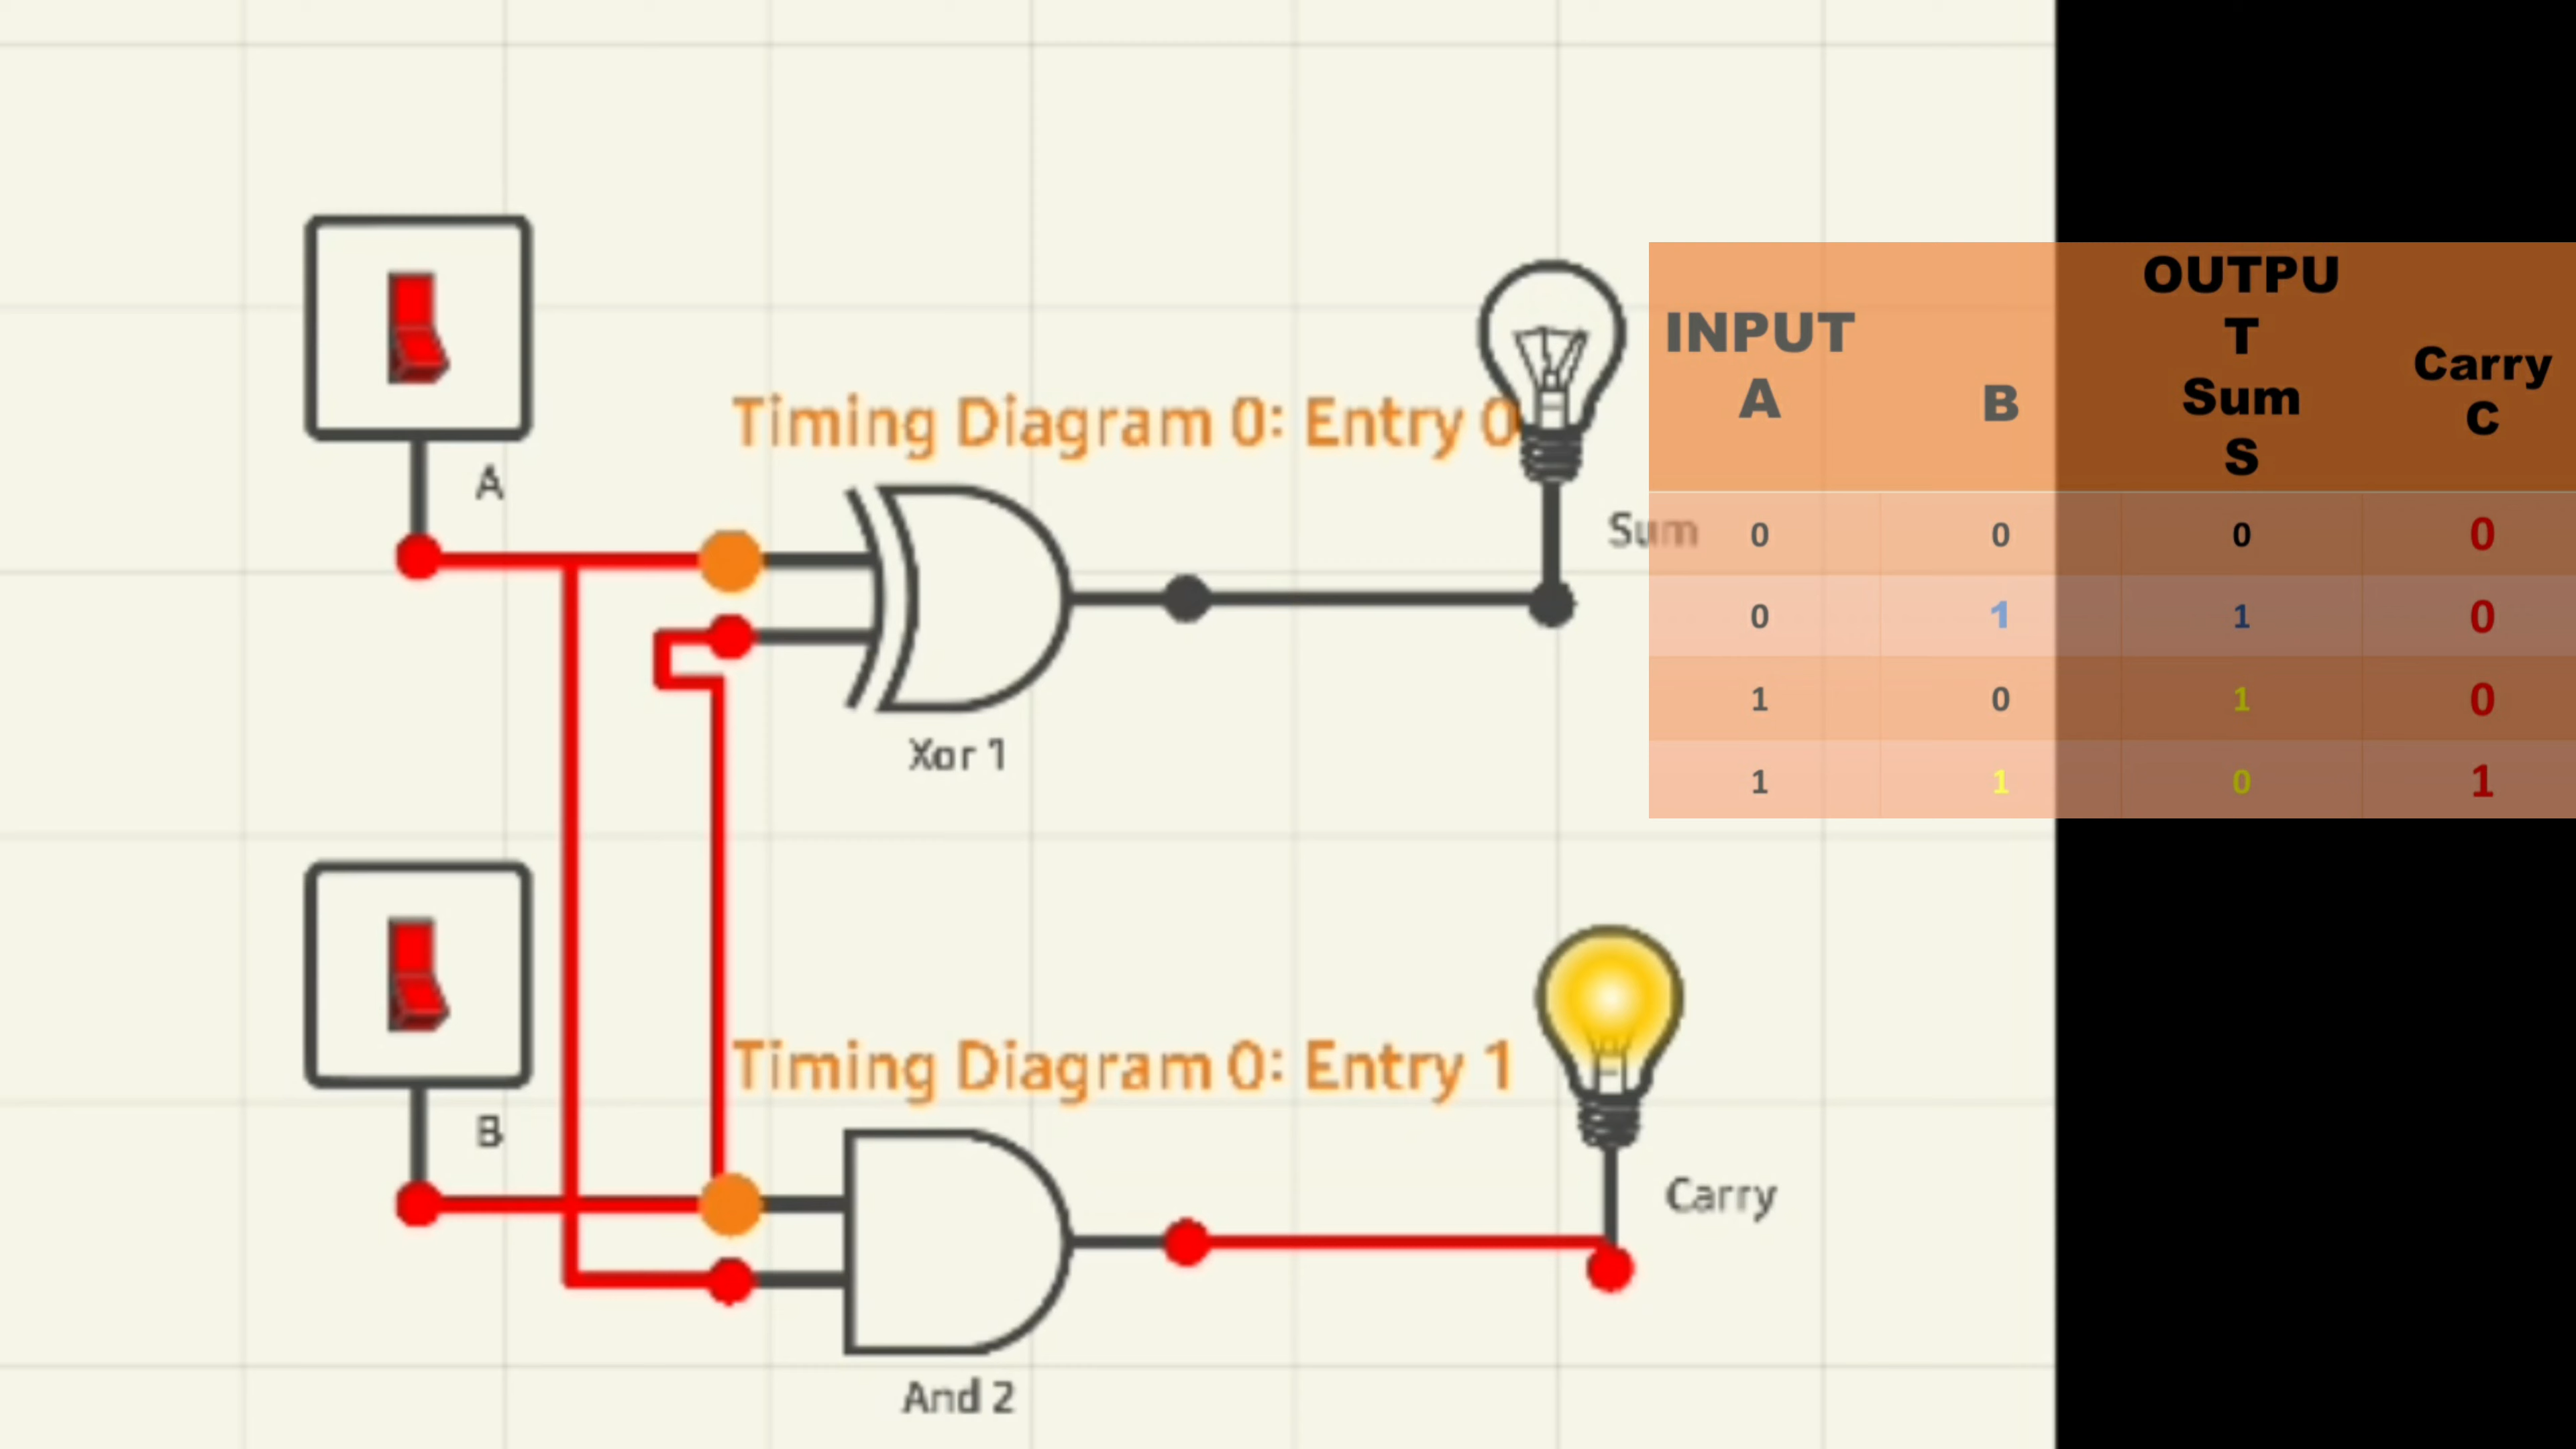 A
Timing Diagram 0: Entry 0
Sum
Xor 1
B
Timing Diagram 0: Entry 1
Carry
And 2
INPUT
A
B
OUTPU
T
Sum
S
Carry
C
0 0 0 0
0 1 1 0
1 0 1 0
1 1 0 1